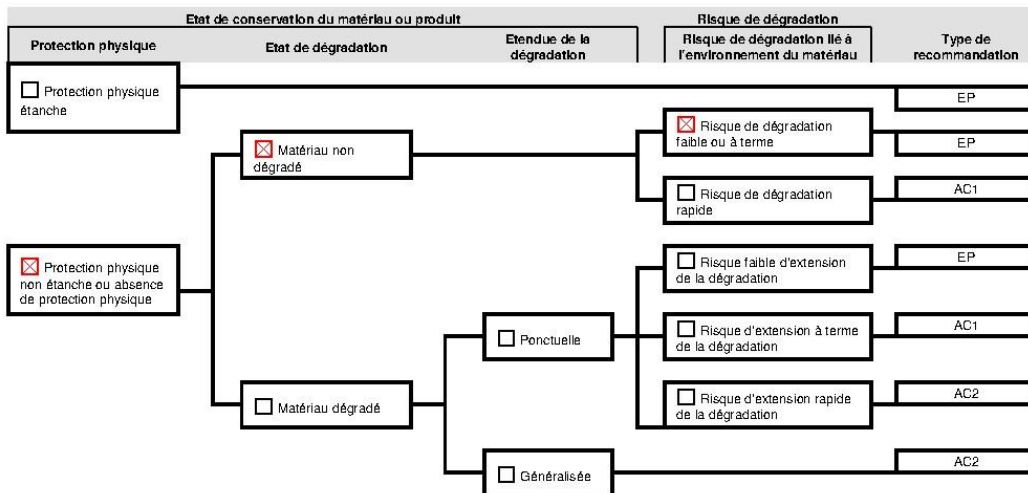 Etat de conservation du matériau ou produit
Risque de dégradation
Protection physique
Etat de dégradation
Etendue de la
dégradation
Risque de dégradation lié à
l'environnement du matériau
Type de
recommandation
Protection physique
étanche
EP
Matériau non
dégradé
Risque de dégradation
faible ou à terme
EP
Risque de dégradation
rapide
AC1
Protection physique
non étanche ou absence
de protection physique
Risque faible d'extension
de la dégradation
EP
Ponctuelle
Risque d'extension à terme
de la dégradation
AC1
Matériau dégradé
Risque d'extension rapide
de la dégradation
AC2
Généralisée
AC2